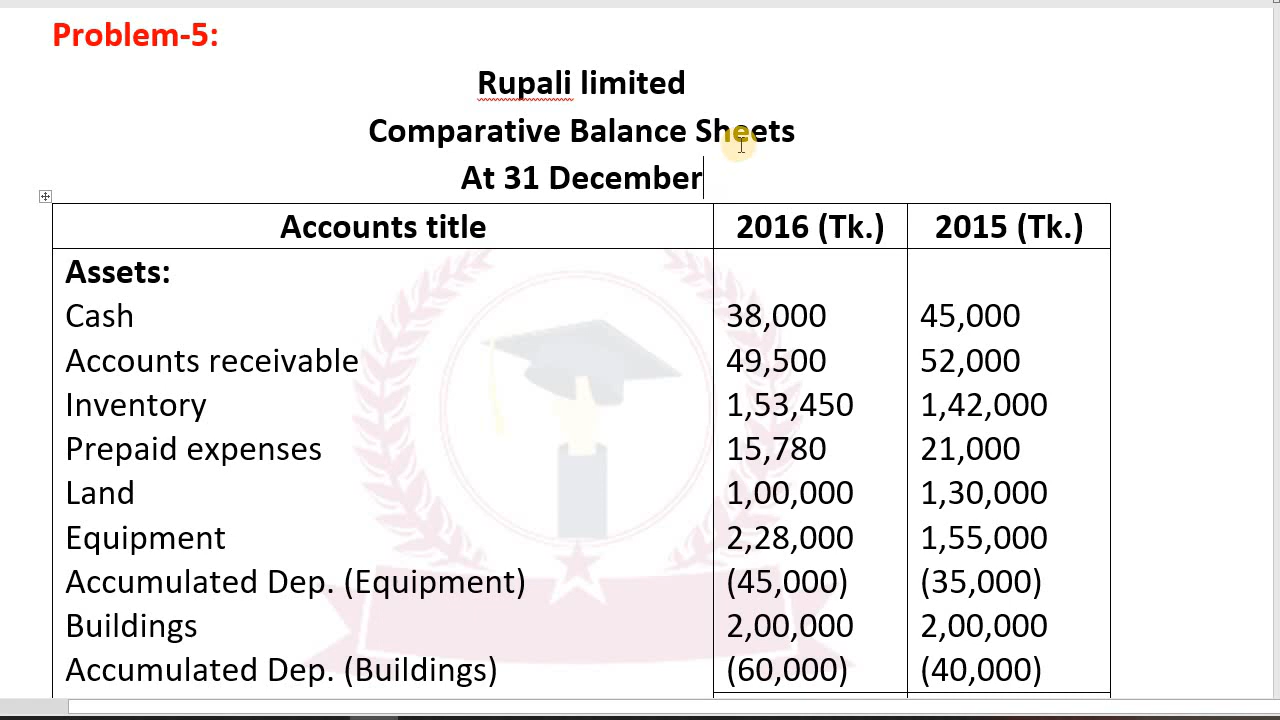 Problem-5:
Rupali limited
Comparative Balance Sheets
At 31 December
Accounts title 2016 (Tk.) 2015 (Tk.)
Assets:
Cash 38,000 45,000
Accounts receivable 49,500 52,000
Inventory 1,53,450 1,42,000
Prepaid expenses 15,780 21,000
Land 1,00,000 1,30,000
Equipment 2,28,000 1,55,000
Accumulated Dep. (Equipment) (45,000) (35,000)
Buildings 2,00,000 2,00,000
Accumulated Dep. (Buildings) (60,000) (40,000)